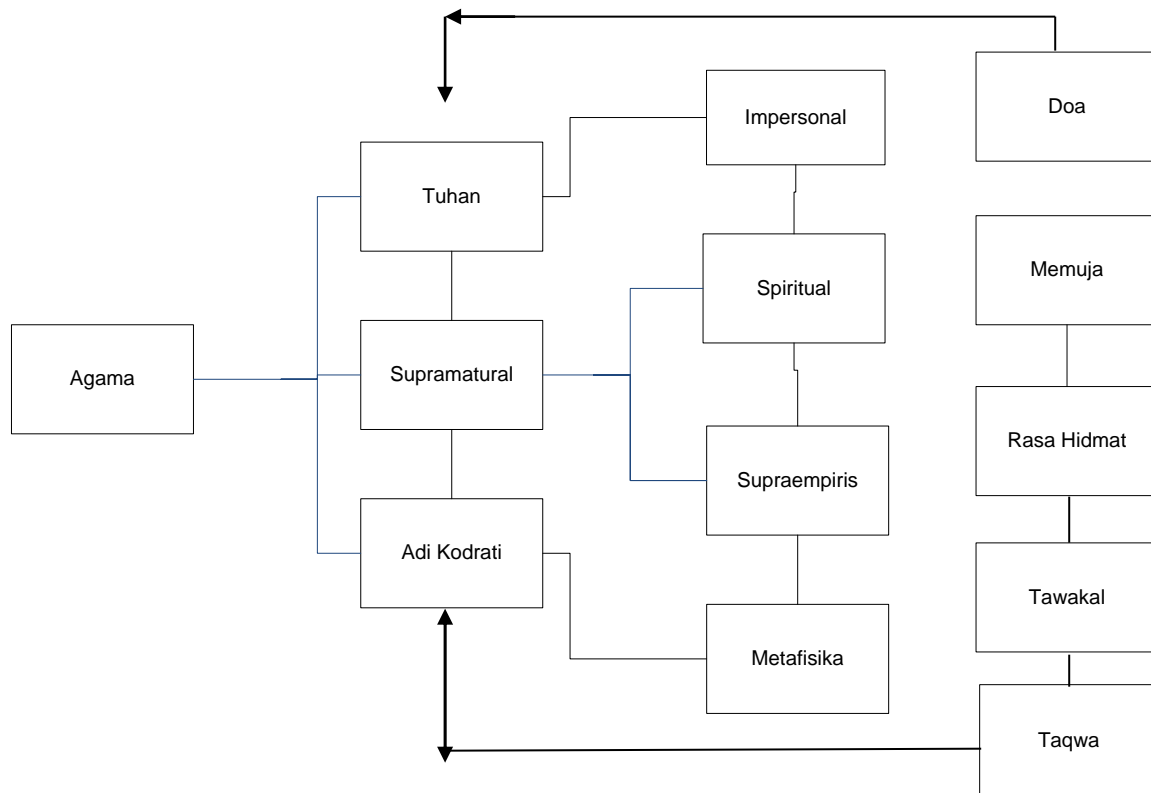 Agama
Tuhan
Supramatural
Adi Kodrati
Impersonal
Spiritual
Supraempiris
Metafisika
Doa
Memuja
Rasa Hidmat
Tawakal
Taqwa